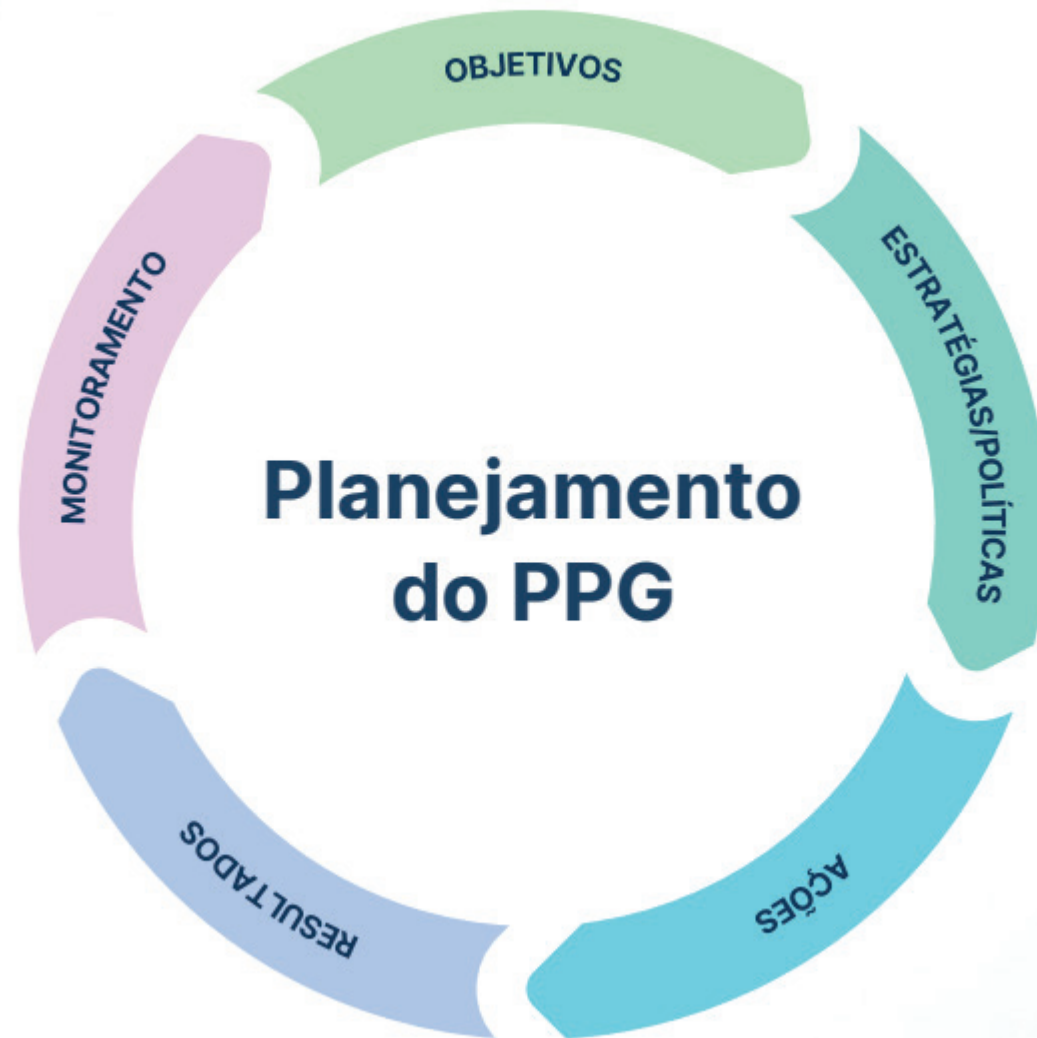 OBJETIVOS
ESTRATÉGIAS/POLÍTICAS
AÇÕES
RESULTADOS
MONITORAMENTO
Planejamento
do PPG